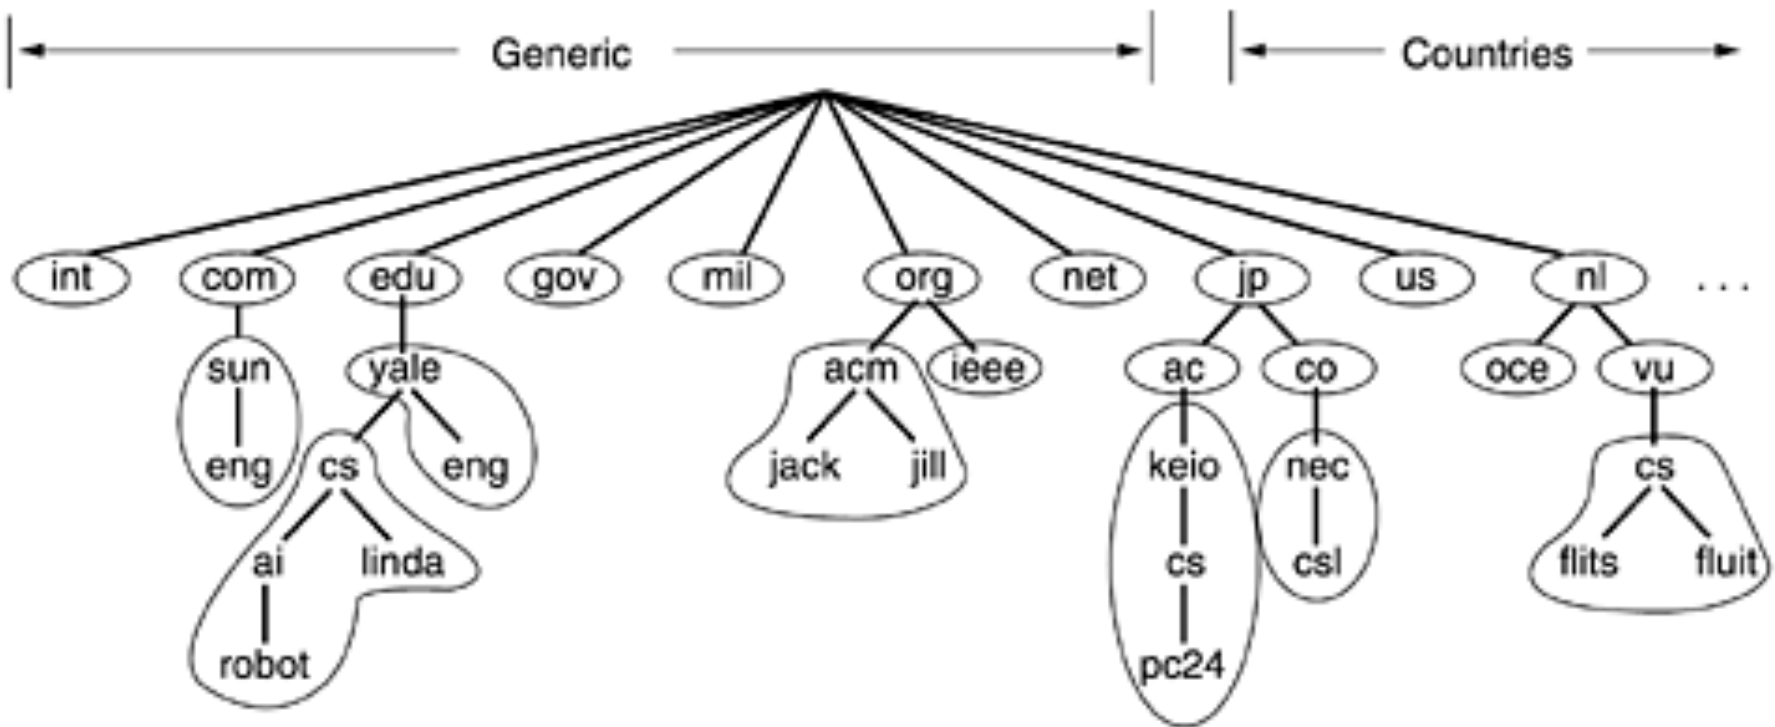 Generic Countries
int com edu gov mil org net jp us nl . . .
sun yale acm ieee ac co oce vu
eng cs eng jack jill keio nec cs
ai linda cs csl flits fluit
robot pc24